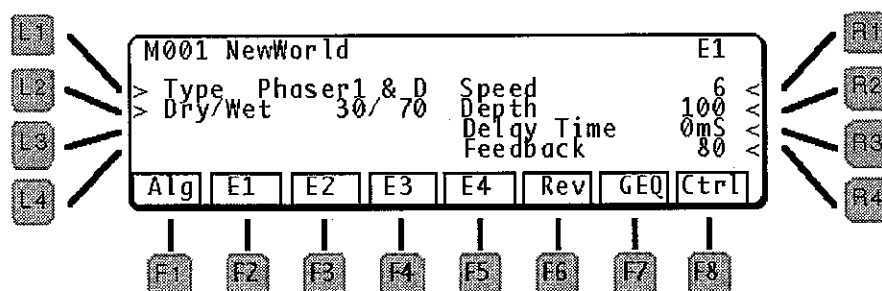 L1
R1
M001 NewWorld E1
L2
> Type Phaser1 & D Speed 6 <
R2
> Dry/Wet 30/ 70 Depth 100 <
L3
Delay Time 0mS <
R3
Feedback 80 <
L4
Alg E1 E2 E3 E4 Rev GEQ Ctrl
R4
F1 F2 F3 F4 F5 F6 F7 F8